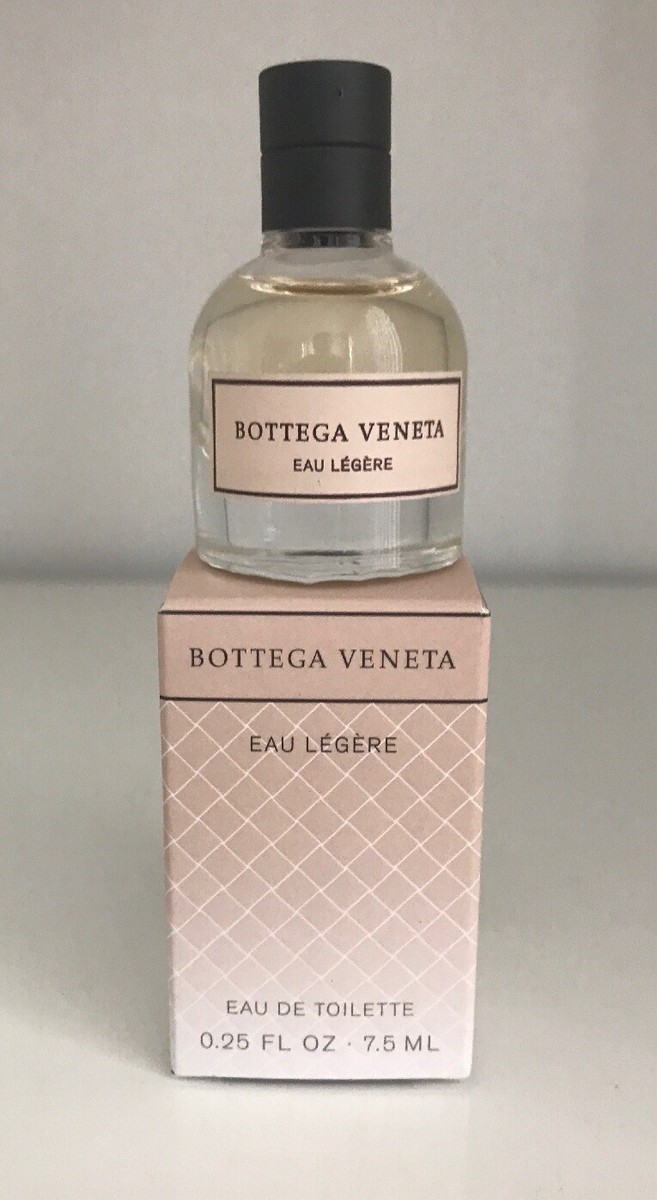 BOTTEGA VENETA
EAU LÉGÈRE
BOTTEGA VENETA
EAU LÉGÈRE
EAU DE TOILETTE
0.25 FL OZ · 7.5 ML